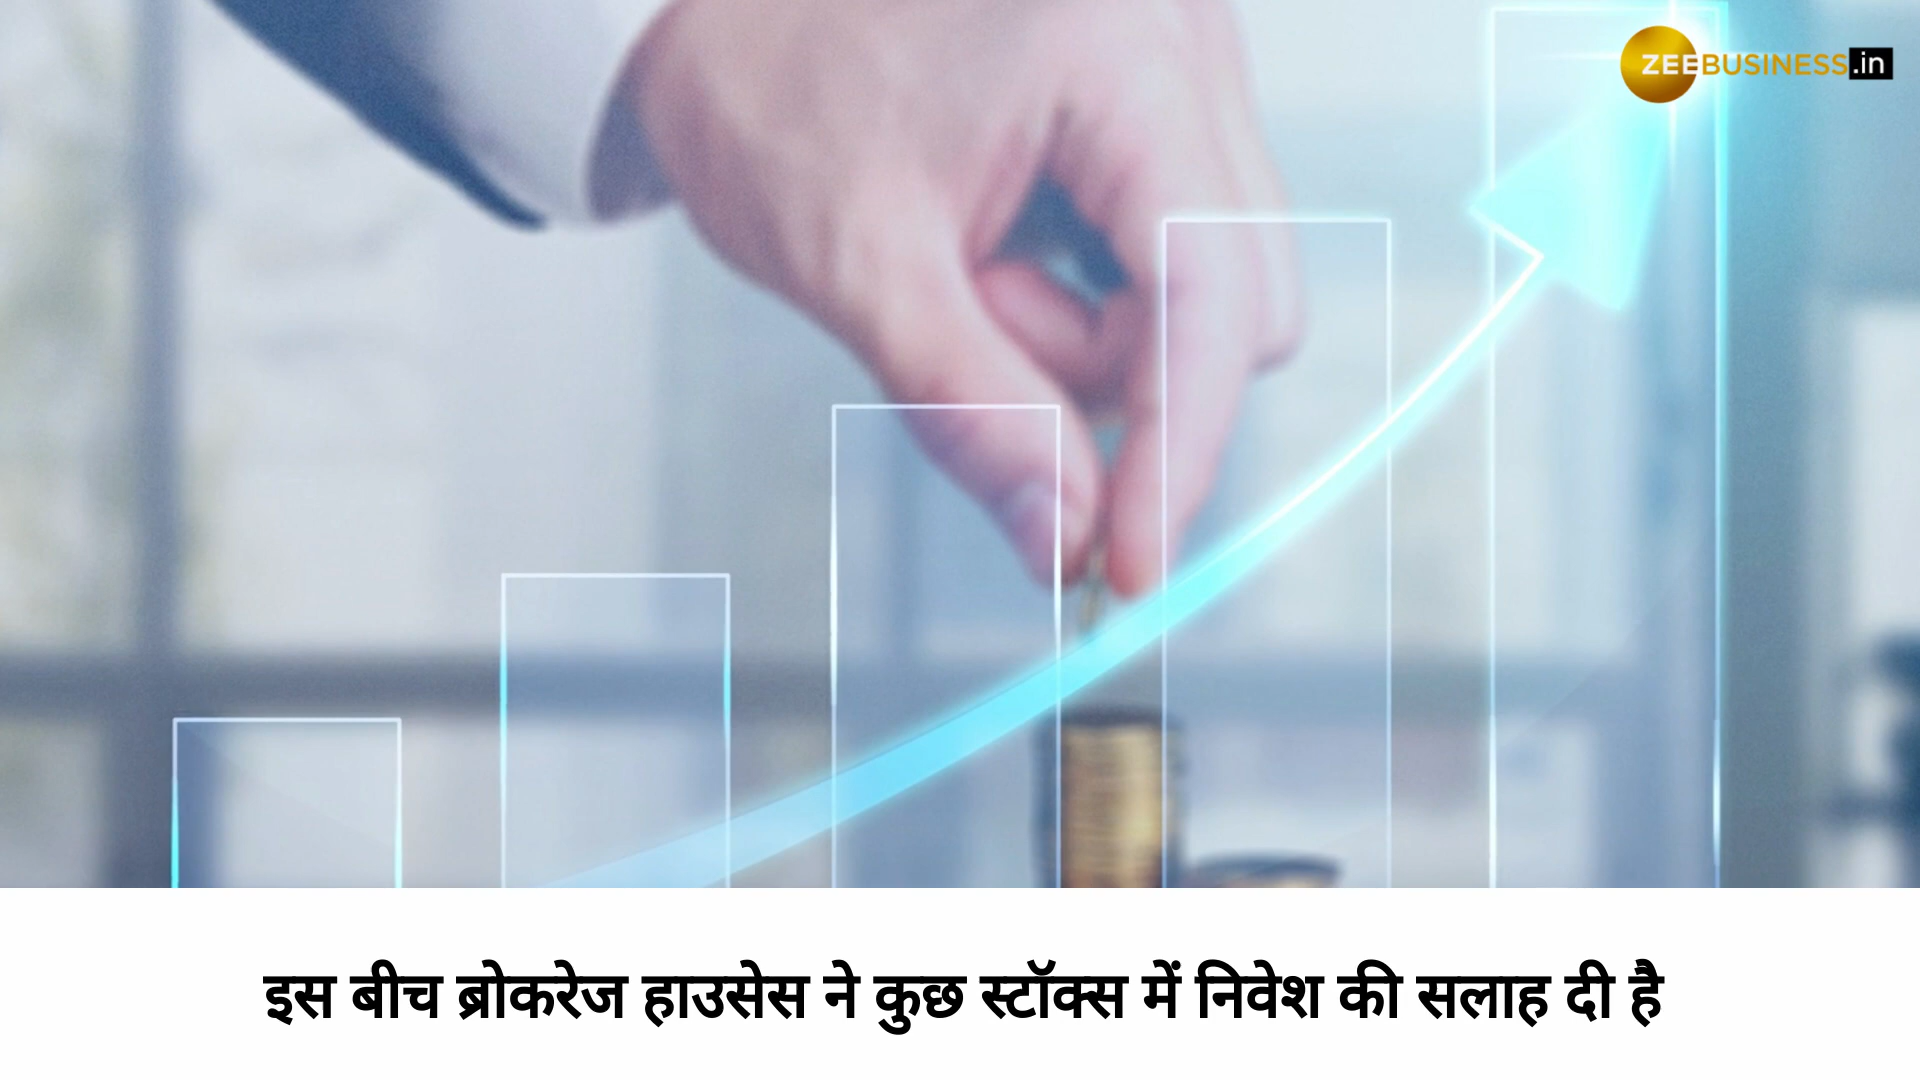 ZEEBUSINESS.in
इस बीच ब्रोकरेज हाउसेस ने कुछ स्टॉक्स में निवेश की सलाह दी है